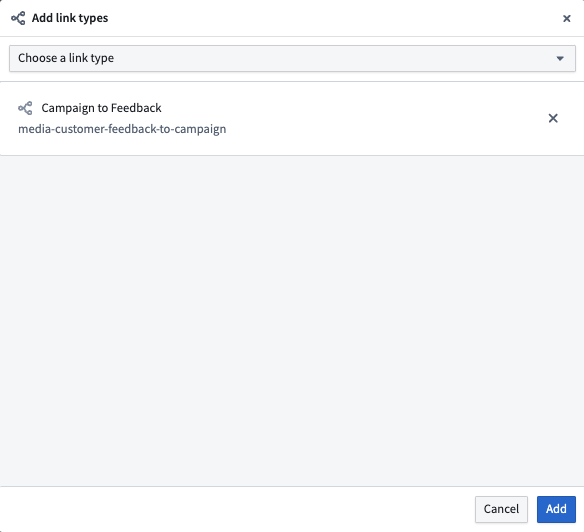 Add link types
Choose a link type
Campaign to Feedback
media-customer-feedback-to-campaign
Cancel
Add